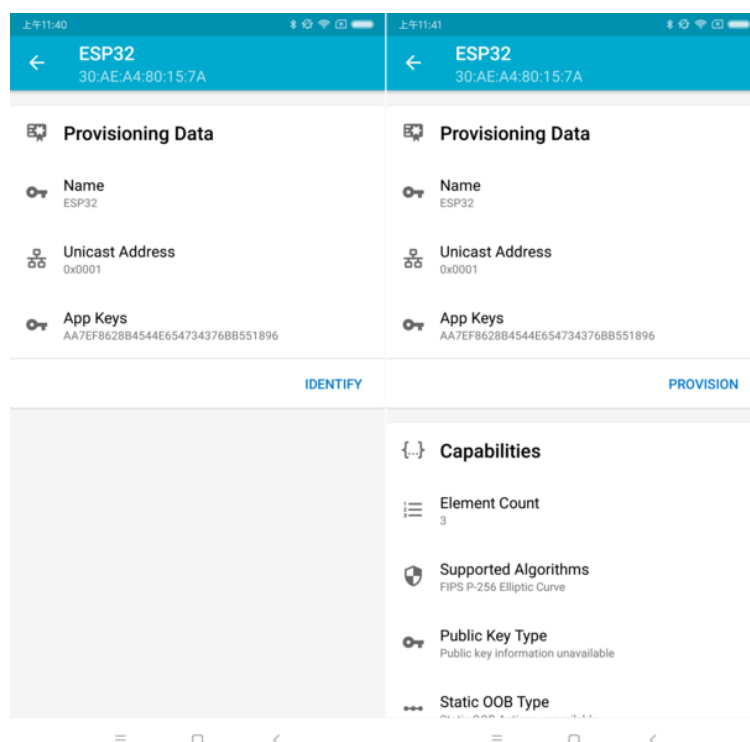 上午11:40
ESP32
30:AE:A4:80:15:7A
Provisioning Data
Name
ESP32
Unicast Address
0x0001
App Keys
AA7EF8628B4544E654734376BB551896
IDENTIFY
上午11:41
ESP32
30:AE:A4:80:15:7A
Provisioning Data
Name
ESP32
Unicast Address
0x0001
App Keys
AA7EF8628B4544E654734376BB551896
PROVISION
{...} Capabilities
Element Count
3
Supported Algorithms
FIPS P-256 Elliptic Curve
Public Key Type
Public key information unavailable
Static OOB Type